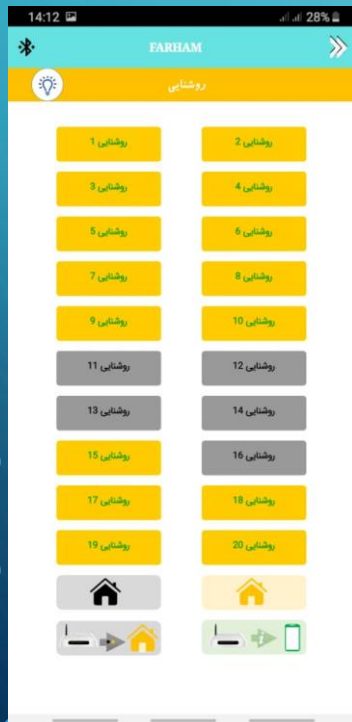 14:12 28%
FARHAM
روشنایی
روشنایی 1
روشنایی 2
روشنایی 3
روشنایی 4
روشنایی 5
روشنایی 6
روشنایی 7
روشنایی 8
روشنایی 9
روشنایی 10
روشنایی 11
روشنایی 12
روشنایی 13
روشنایی 14
روشنایی 15
روشنایی 16
روشنایی 17
روشنایی 18
روشنایی 19
روشنایی 20